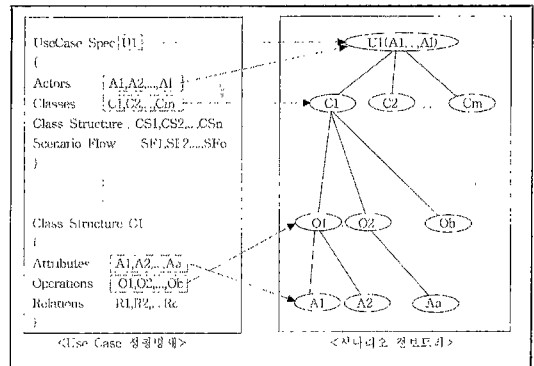 UseCase Spec U1
{
Actors A1,A2,..,Al
Classes C1,C2,..,Cm
Class Structure CS1,CS2,..,CSn
Scenario Flow SF1,SF2,...,SFo
}
:
:
Class Structure C1
{
Attributes A1,A2,..,Aa
Operations O1,O2,...,Ob
Relations R1,R2,..Rc
}
<Use Case 정형명세>
U1(A1,..,Al)
C1 C2 .. Cm
O1 O2 Ob
A1 A2 Aa
<시나리오 정보트리>